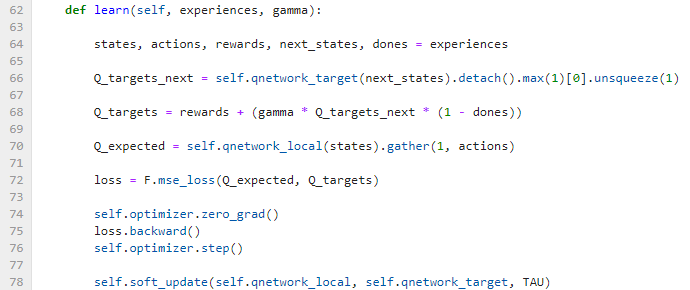 62 def learn(self, experiences, gamma):
63
64 states, actions, rewards, next_states, dones = experiences
65
66 Q_targets_next = self.qnetwork_target(next_states).detach().max(1)[0].unsqueeze(1)
67
68 Q_targets = rewards + (gamma * Q_targets_next * (1 - dones))
69
70 Q_expected = self.qnetwork_local(states).gather(1, actions)
71
72 loss = F.mse_loss(Q_expected, Q_targets)
73
74 self.optimizer.zero_grad()
75 loss.backward()
76 self.optimizer.step()
77
78 self.soft_update(self.qnetwork_local, self.qnetwork_target, TAU)